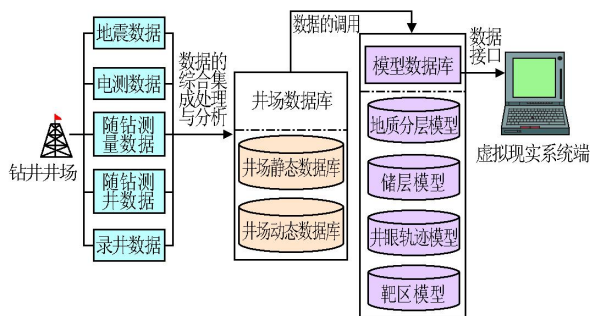 钻井井场
地震数据
电测数据
随钻测
量数据
随钻测
井数据
录井数据
数据的
综合集
成处理
与分析
井场数据库
井场静态数据库
井场动态数据库
数据的调用
模型数据库
地质分层模型
储层模型
井眼轨迹模型
靶区模型
数据
接口
虚拟现实系统端